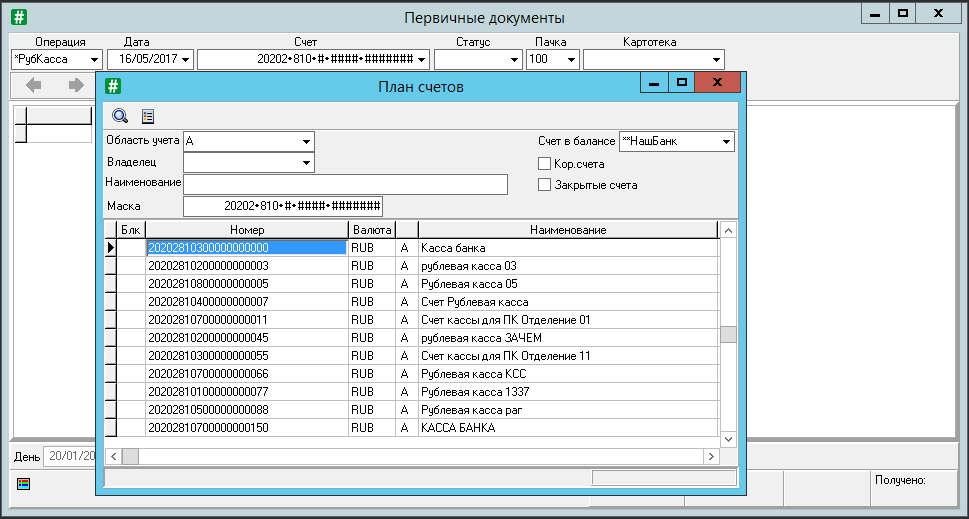 Первичные документы
Операция Дата Счет Статус Пачка Картотека
*РубКасса 16/05/2017 20202•810•#•####•####### 100
План счетов
Область учета А Счет в балансе **НашБанк
Владелец Кор.счета
Наименование Закрытые счета
Маска 20202•810•#•####•#######
Блк Номер Валюта Наименование
20202810300000000000 RUB А Касса банка
20202810200000000003 RUB А рублевая касса 03
20202810800000000005 RUB А Рублевая касса 05
20202810400000000007 RUB А Счет Рублевая касса
20202810700000000011 RUB А Счет кассы для ПК Отделение 01
20202810200000000045 RUB А рублевая касса ЗАЧЕМ
20202810300000000055 RUB А Счет кассы для ПК Отделение 11
20202810700000000066 RUB А Рублевая касса КСС
20202810100000000077 RUB А Рублевая касса 1337
20202810500000000088 RUB А Рублевая касса раг
20202810700000000150 RUB А КАССА БАНКА
День 20/01/20
Получено: